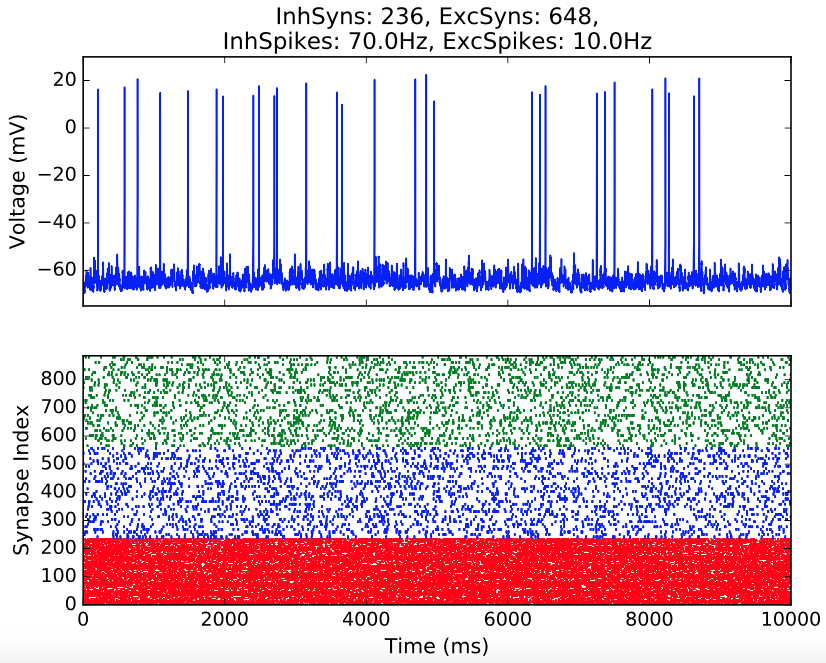 InhSyns: 236, ExcSyns: 648,
InhSpikes: 70.0Hz, ExcSpikes: 10.0Hz
Voltage (mV)
20
0
−20
−40
−60
Synapse Index
800
700
600
500
400
300
200
100
0
0 2000 4000 6000 8000 10000
Time (ms)